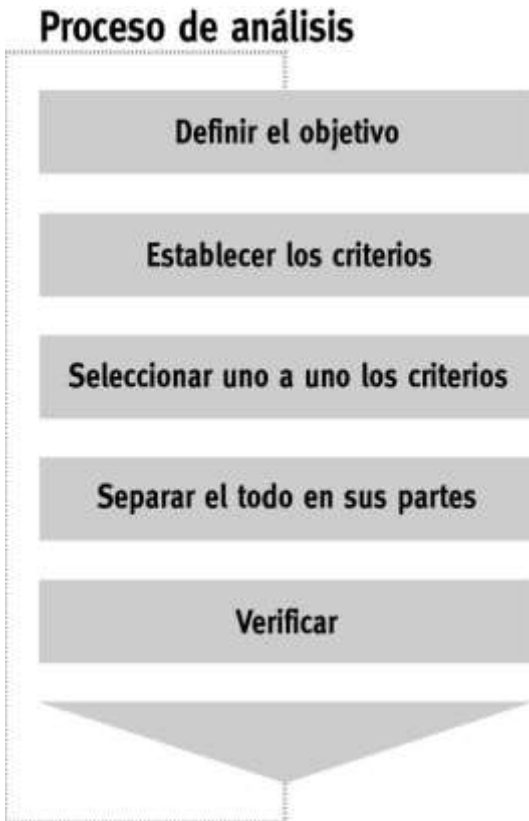 Proceso de análisis
Definir el objetivo
Establecer los criterios
Seleccionar uno a uno los criterios
Separar el todo en sus partes
Verificar